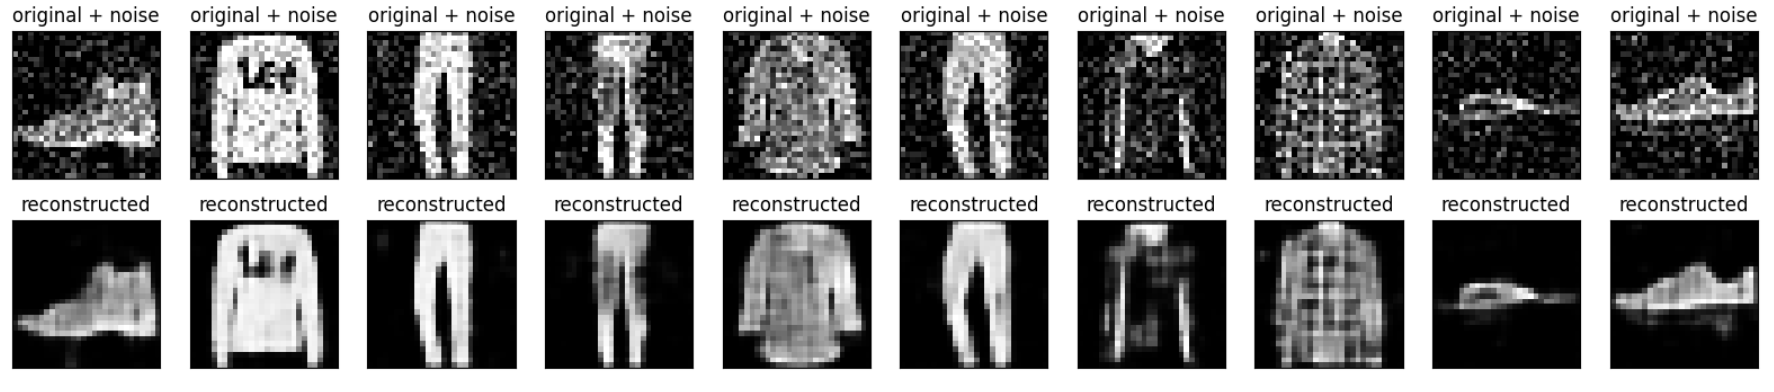 original + noise original + noise original + noise original + noise original + noise original + noise original + noise original + noise original + noise original + noise
Lee
reconstructed reconstructed reconstructed reconstructed reconstructed reconstructed reconstructed reconstructed reconstructed reconstructed